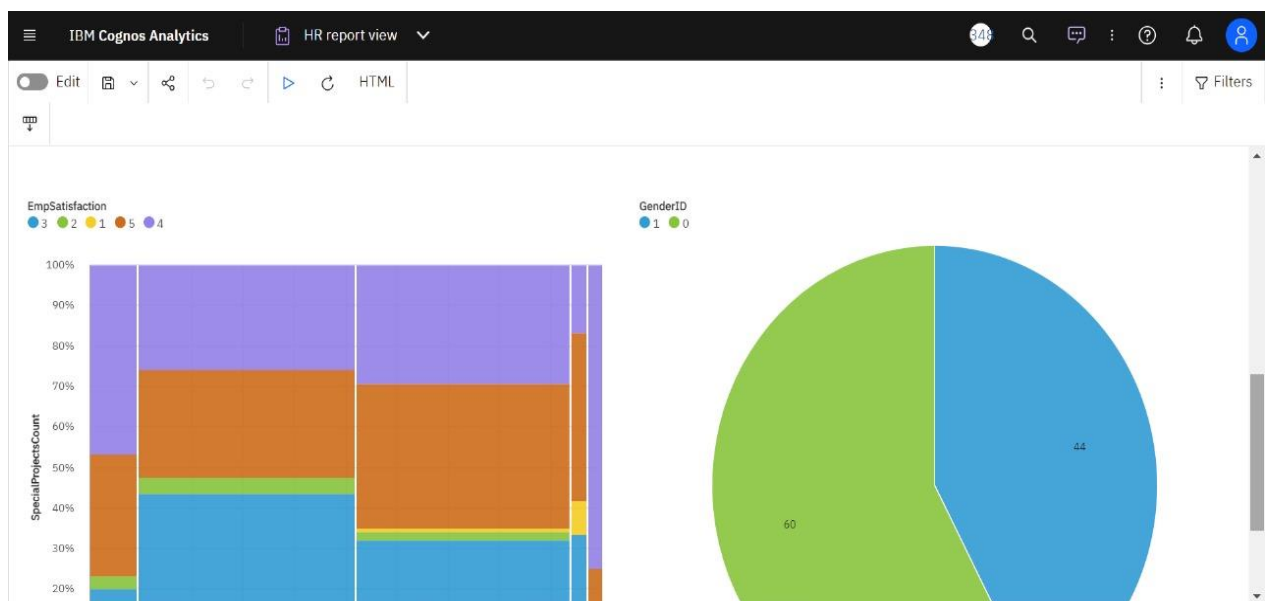 IBM Cognos Analytics
HR report view
348
Edit
HTML
Filters
EmpSatisfaction
3 2 1 5 4
GenderID
1 0
100%
90%
80%
70%
60%
50%
40%
30%
20%
SpecialProjectsCount
44
60